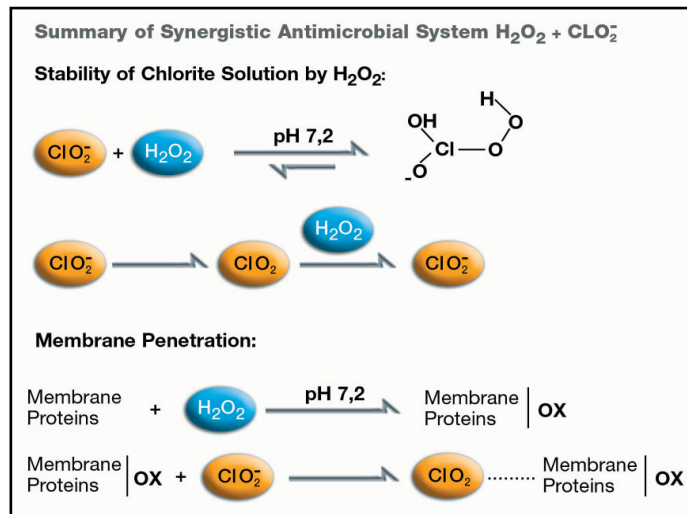 Summary of Synergistic Antimicrobial System H₂O₂ + CLO₂⁻
Stability of Chlorite Solution by H₂O₂:
ClO₂⁻ + H₂O₂ pH 7,2 OH Cl O O H ⁻O
ClO₂⁻ ClO₂ H₂O₂ ClO₂⁻
Membrane Penetration:
Membrane Proteins + H₂O₂ pH 7,2 Membrane Proteins | OX
Membrane Proteins | OX + ClO₂⁻ ClO₂ ········ Membrane Proteins | OX